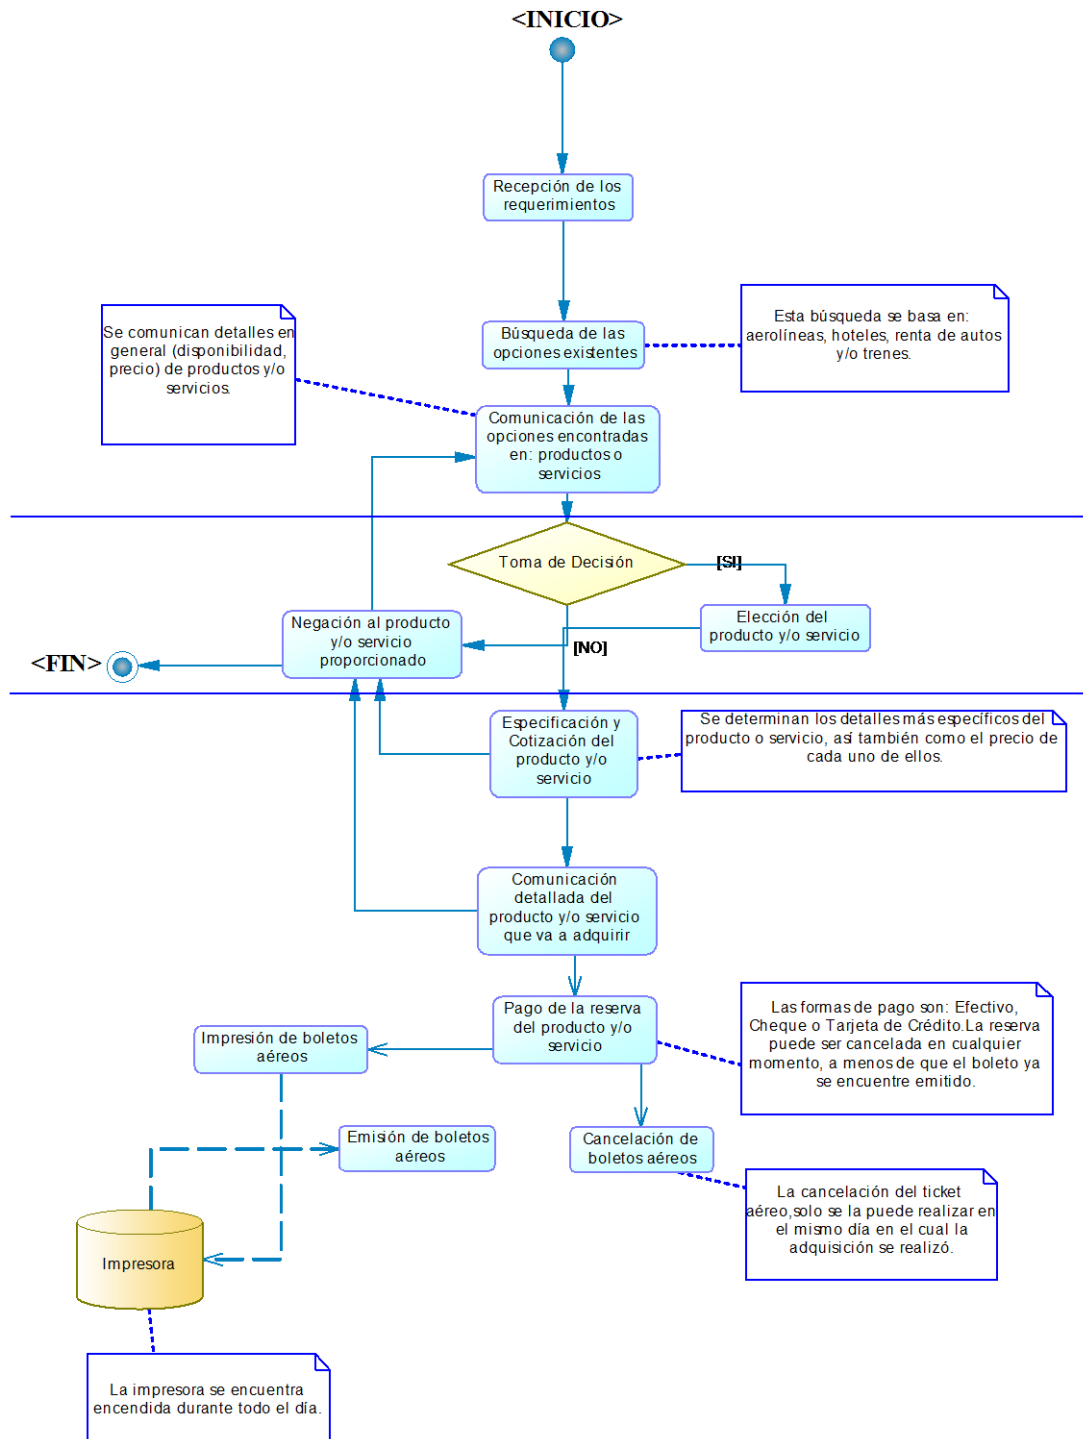 <INICIO>
Recepción de los
requerimientos
Se comunican detalles en
general (disponibilidad,
precio) de productos y/o
servicios.
Búsqueda de las
opciones existentes
Esta búsqueda se basa en:
aerolíneas, hoteles, renta de autos
y/o trenes.
Comunicación de las
opciones encontradas
en: productos o
servicios
Toma de Decisión
[SI]
Elección del
producto y/o servicio
Negación al producto
y/o servicio
proporcionado
[NO]
<FIN>
Especificación y
Cotización del
producto y/o
servicio
Se determinan los detalles más específicos del
producto o servicio, así también como el precio de
cada uno de ellos.
Comunicación
detallada del
producto y/o servicio
que va a adquirir
Pago de la reserva
del producto y/o
servicio
Las formas de pago son: Efectivo,
Cheque o Tarjeta de Crédito.La reserva
puede ser cancelada en cualquier
momento, a menos de que el boleto ya
se encuentre emitido.
Impresión de boletos
aéreos
Emisión de boletos
aéreos
Cancelación de
boletos aéreos
La cancelación del ticket
aéreo,solo se la puede realizar en
el mismo día en el cual la
adquisición se realizó.
Impresora
La impresora se encuentra
encendida durante todo el día.